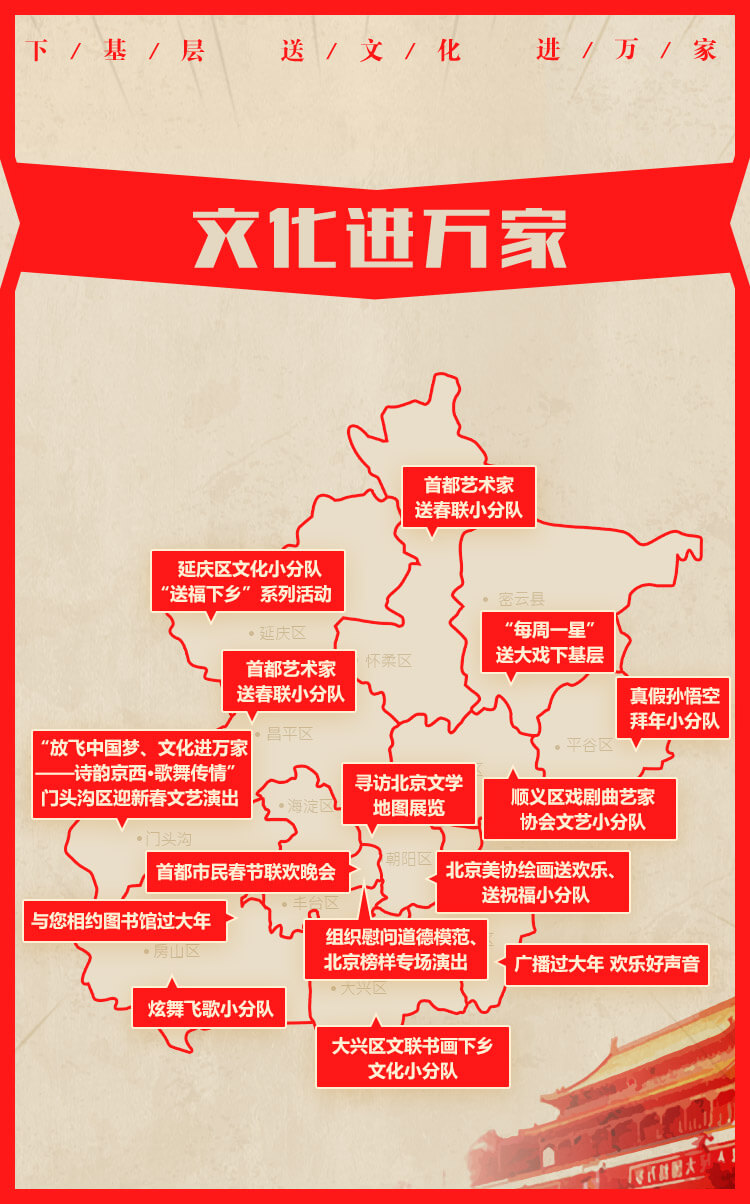 下/基/层 送/文/化 进/万/家
文化进万家
首都艺术家
送春联小分队
延庆区文化小分队
“送福下乡”系列活动
密云县
“每周一星”
送大戏下基层
延庆区
怀柔区
首都艺术家
送春联小分队
真假孙悟空
拜年小分队
昌平区
平谷区
“放飞中国梦、文化进万家
——诗韵京西·歌舞传情”
门头沟区迎新春文艺演出
区
寻访北京文学
地图展览
顺义区戏剧曲艺家
协会文艺小分队
海淀区
门头沟
朝阳区
首都市民春节联欢晚会
北京美协绘画送欢乐、
送祝福小分队
丰台区
与您相约图书馆过大年
组织慰问道德模范、
北京榜样专场演出
区
房山区
广播过大年 欢乐好声音
大兴区
炫舞飞歌小分队
大兴区文联书画下乡
文化小分队